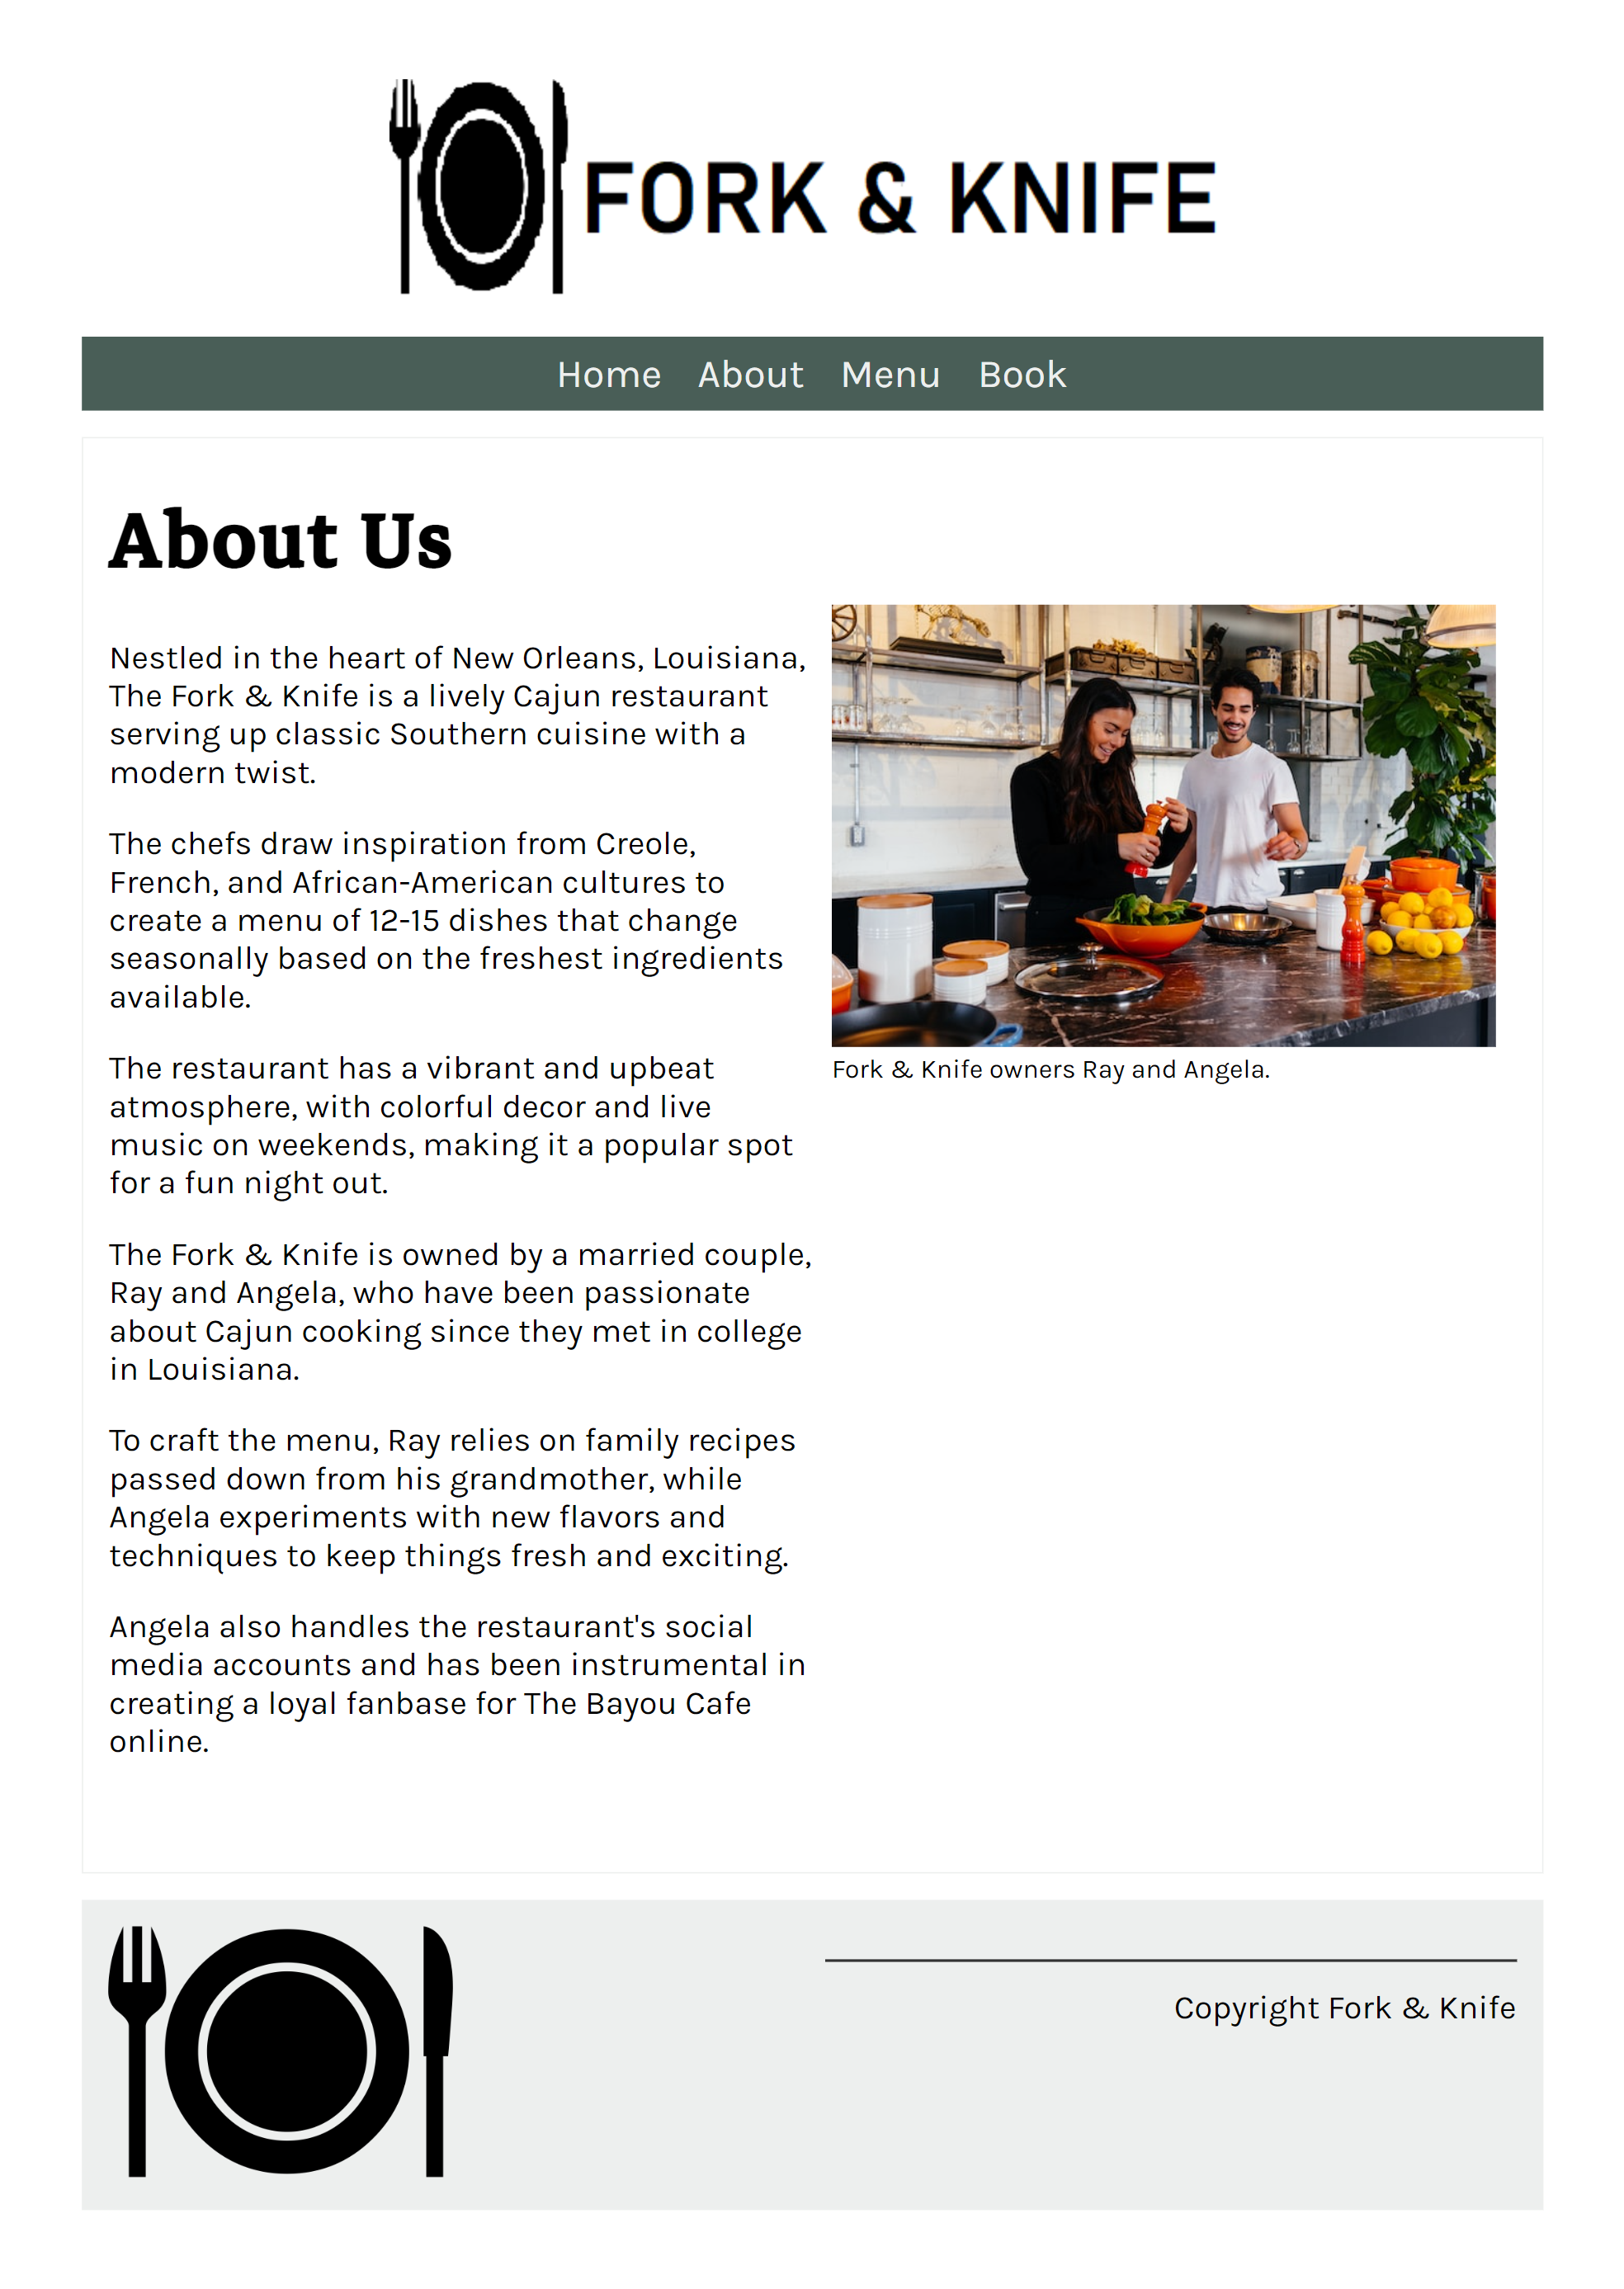 FORK & KNIFE
Home About Menu Book
About Us
Nestled in the heart of New Orleans, Louisiana,
The Fork & Knife is a lively Cajun restaurant
serving up classic Southern cuisine with a
modern twist.
The chefs draw inspiration from Creole,
French, and African-American cultures to
create a menu of 12-15 dishes that change
seasonally based on the freshest ingredients
available.
The restaurant has a vibrant and upbeat
atmosphere, with colorful decor and live
music on weekends, making it a popular spot
for a fun night out.
The Fork & Knife is owned by a married couple,
Ray and Angela, who have been passionate
about Cajun cooking since they met in college
in Louisiana.
To craft the menu, Ray relies on family recipes
passed down from his grandmother, while
Angela experiments with new flavors and
techniques to keep things fresh and exciting.
Angela also handles the restaurant's social
media accounts and has been instrumental in
creating a loyal fanbase for The Bayou Cafe
online.
Fork & Knife owners Ray and Angela.
Copyright Fork & Knife